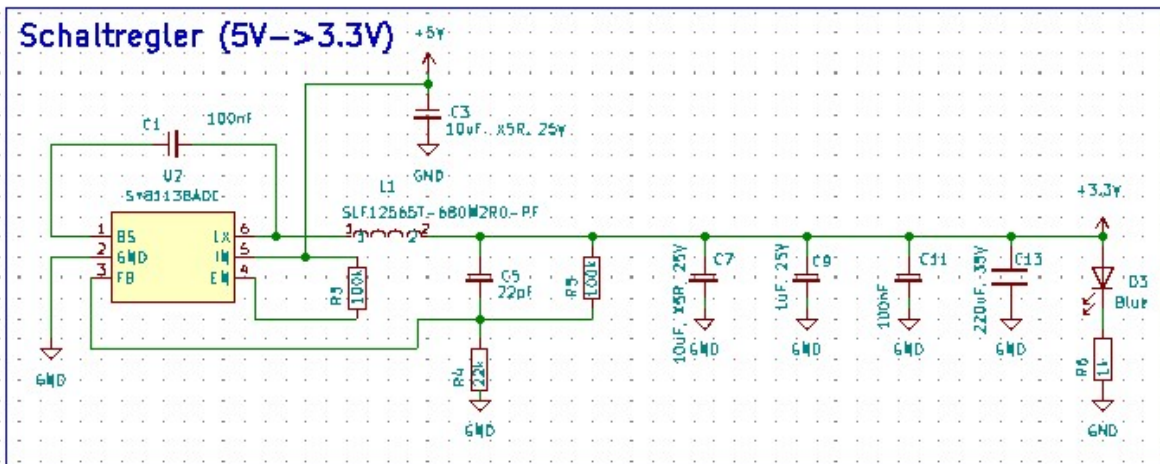 Schaltregler (5V->3.3V)
+5V
C3
10uF, X5R, 25V
GND
C1
100nF
U2
SY8113BADC
1 BS
2 GND
3 FB
LX 6
IN 5
EN 4
L1
SLF12565T-680M2R0-PF
1 2
R3
100k
C5
22pF
R4
22k
GND
100k
C7
10uF, X5R, 25V
GND
C9
1uF, 25V
GND
C11
100nF
GND
C13
220uF, 35V
GND
+3.3V
D3
Blue
R6
1k
GND
GND